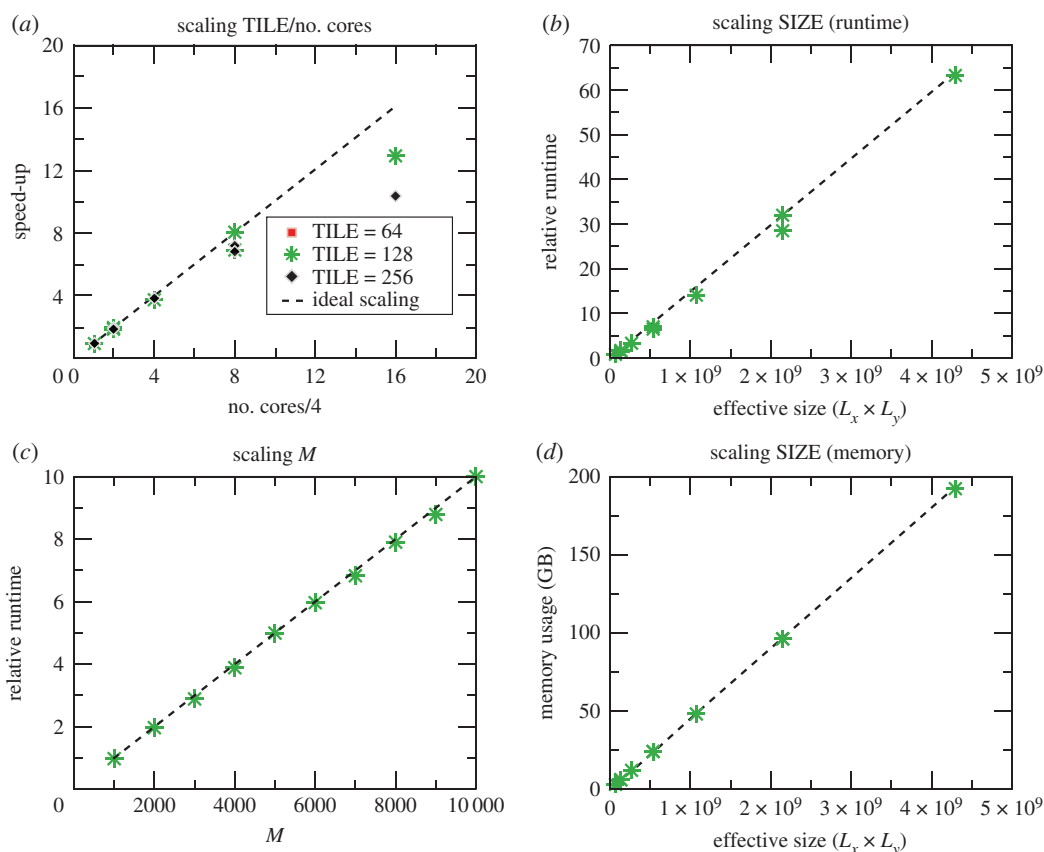 (a) scaling TILE/no. cores
20
16
12
8
4
0
speed-up
TILE = 64
TILE = 128
TILE = 256
ideal scaling
0 4 8 12 16 20
no. cores/4
(b) scaling SIZE (runtime)
70
60
50
40
30
20
10
0
relative runtime
0 1 × 10⁹ 2 × 10⁹ 3 × 10⁹ 4 × 10⁹ 5 × 10⁹
effective size (Lₓ × Lᵧ)
(c) scaling M
10
8
6
4
2
0
relative runtime
2000 4000 6000 8000 10000
M
(d) scaling SIZE (memory)
200
150
100
50
0
memory usage (GB)
0 1 × 10⁹ 2 × 10⁹ 3 × 10⁹ 4 × 10⁹ 5 × 10⁹
effective size (Lₓ × Lᵧ)